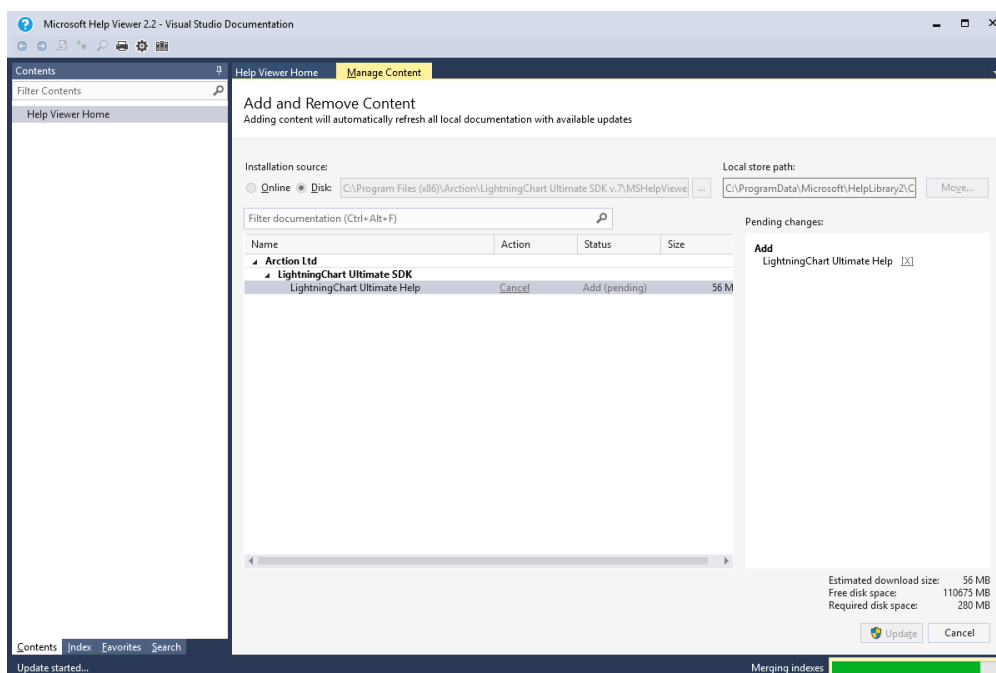 Microsoft Help Viewer 2.2 - Visual Studio Documentation
Contents
Filter Contents
Help Viewer Home
Help Viewer Home
Manage Content
Add and Remove Content
Adding content will automatically refresh all local documentation with available updates
Installation source:
Online Disk: C:\Program Files (x86)\Arction\LightningChart Ultimate SDK v.7\MSHelpViewe ...
Local store path:
C:\ProgramData\Microsoft\HelpLibrary2\C Move...
Filter documentation (Ctrl+Alt+F)
Name Action Status Size
Arction Ltd
LightningChart Ultimate SDK
LightningChart Ultimate Help Cancel Add (pending) 56 M
Pending changes:
Add
LightningChart Ultimate Help [X]
Estimated download size: 56 MB
Free disk space: 110675 MB
Required disk space: 280 MB
Update Cancel
Contents Index Favorites Search
Update started... Merging indexes